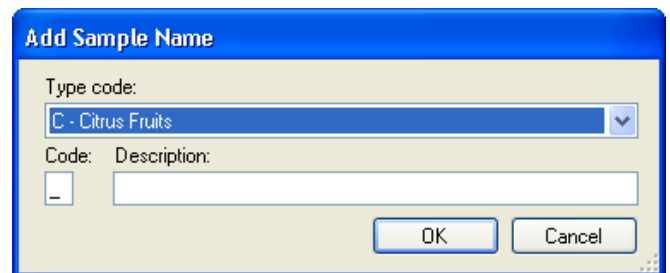 Add Sample Name
Type code:
C - Citrus Fruits
Code: Description:
_
OK Cancel